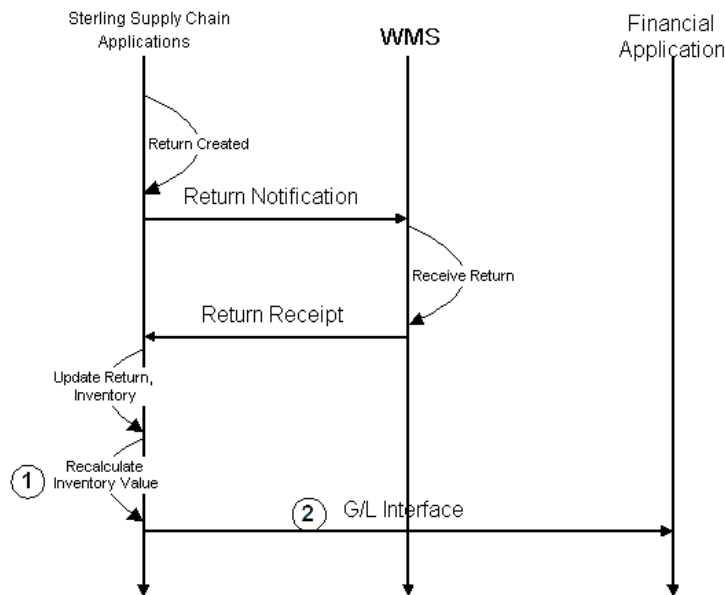 Sterling Supply Chain
Applications
WMS
Financial
Application
Return Created
Return Notification
Receive Return
Return Receipt
Update Return,
Inventory
1
Recalculate
Inventory Value
2
G/L Interface